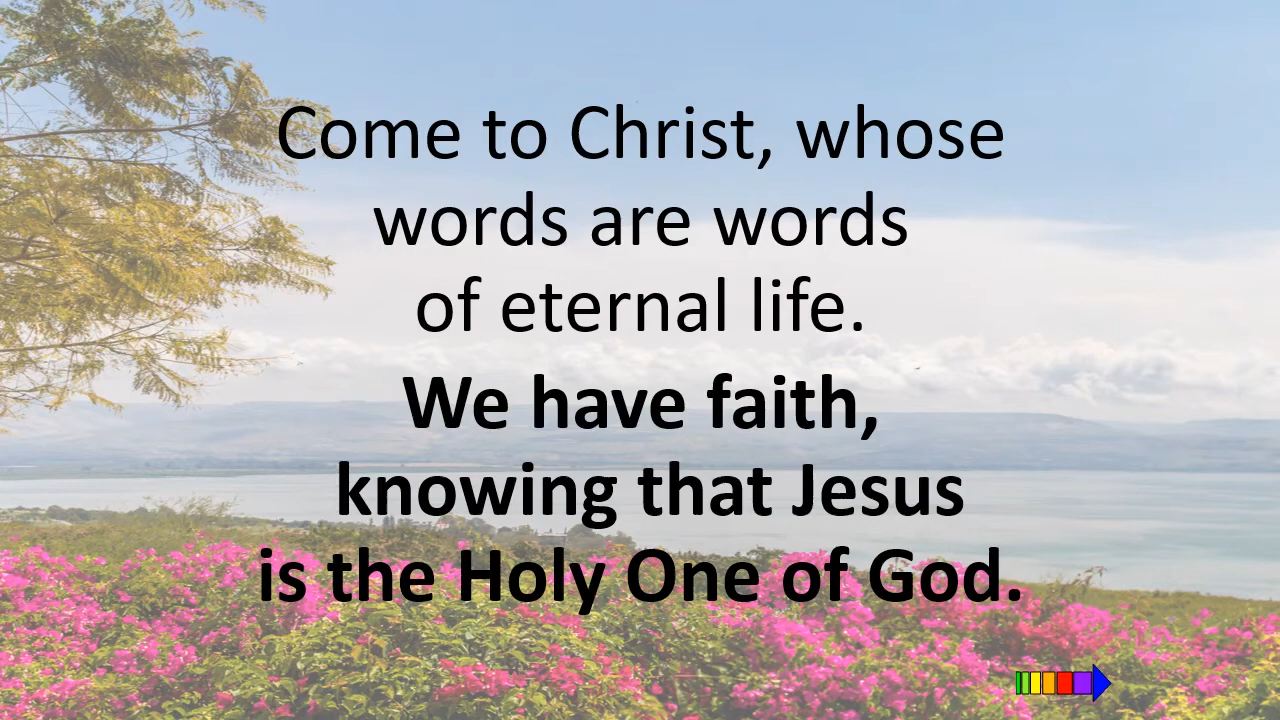 Come to Christ, whose
words are words
of eternal life.
We have faith,
knowing that Jesus
is the Holy One of God.